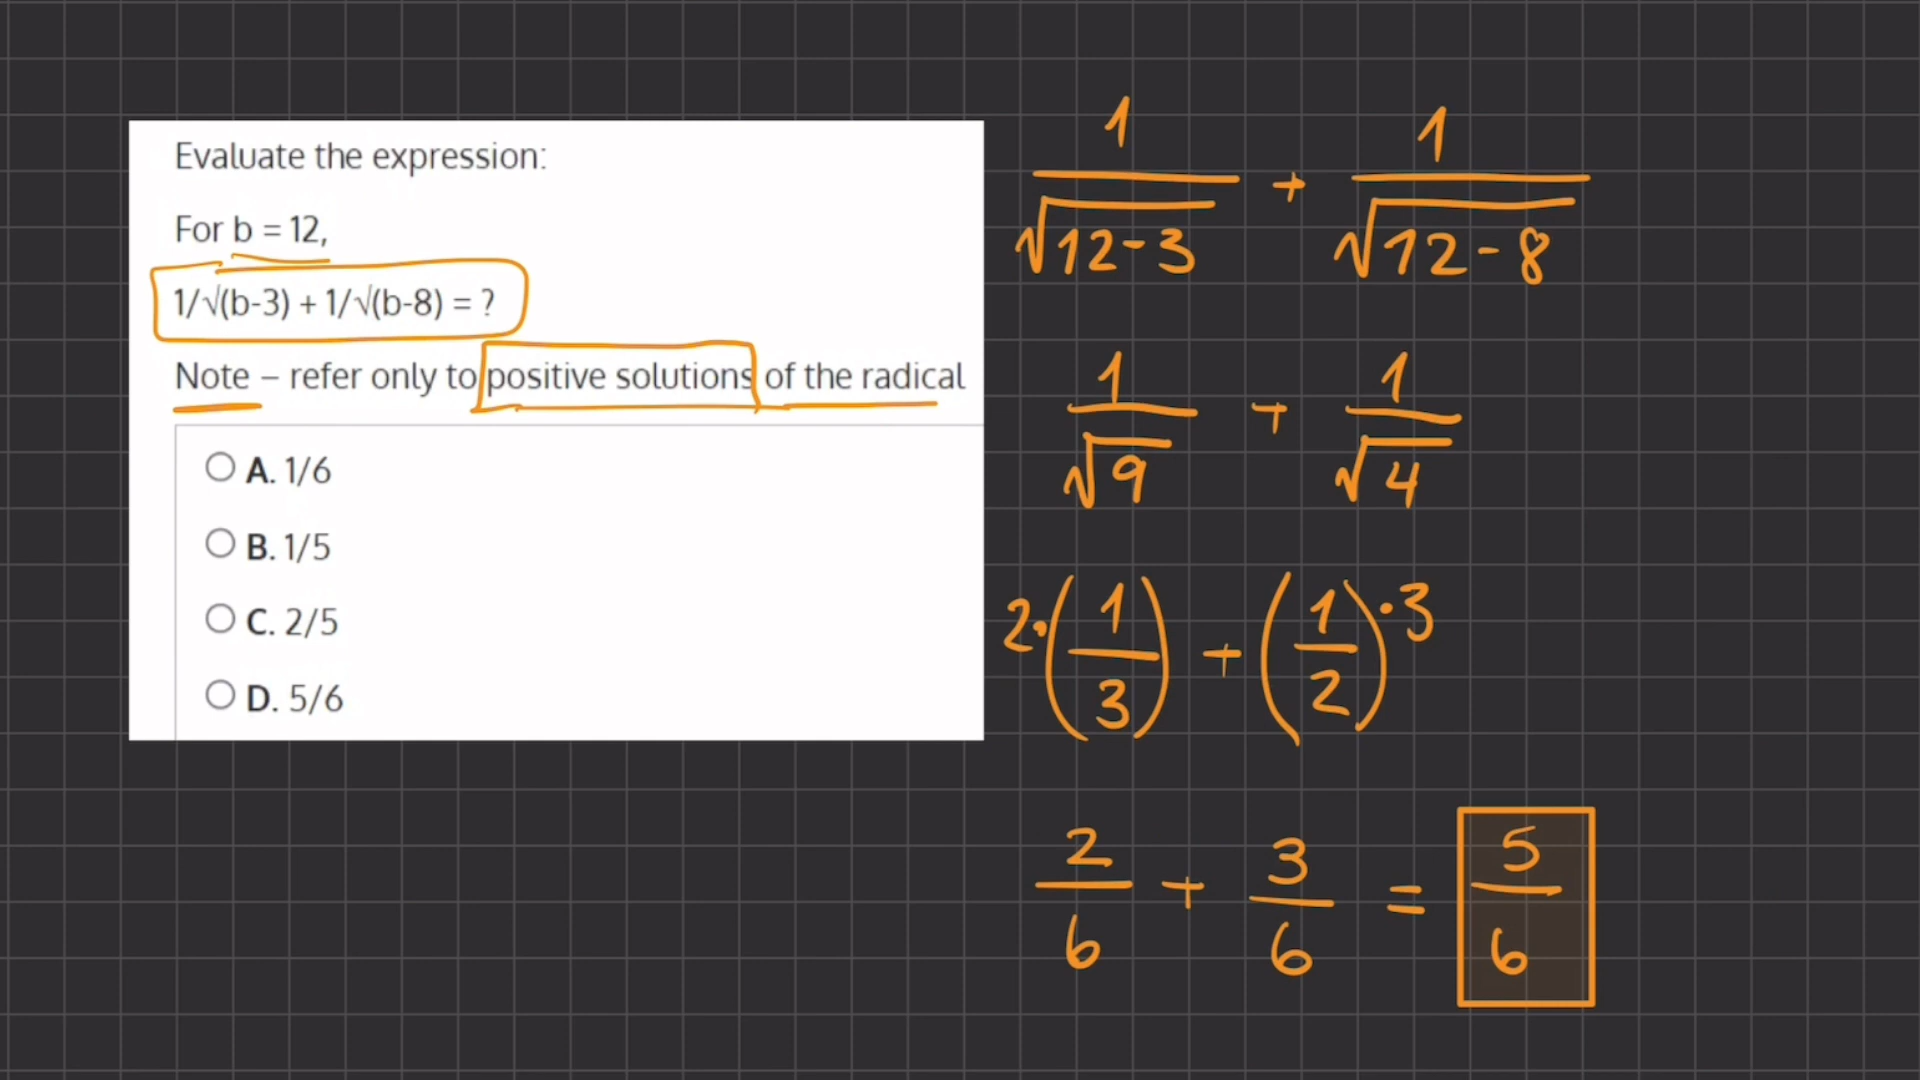 Evaluate the expression:
For b = 12,
1/√(b-3) + 1/√(b-8) = ?
Note – refer only to positive solutions of the radical
A. 1/6
B. 1/5
C. 2/5
D. 5/6
1/√(12-3) + 1/√(12-8)
1/√9 + 1/√4
2·(1/3) + (1/2)·3
2/6 + 3/6 = 5/6